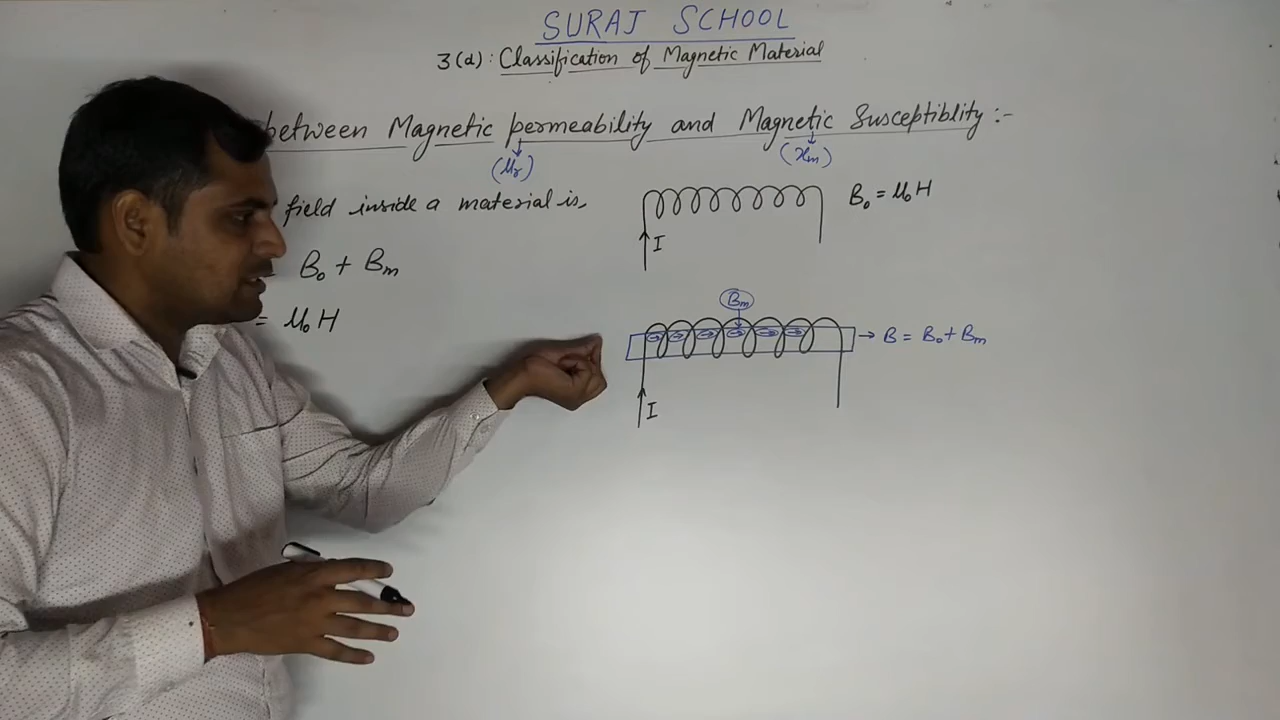 SURAJ SCHOOL
3(d): Classification of Magnetic Material
between Magnetic permeability and Magnetic Susceptiblity :-
(μr) (χm)
field inside a material is,
B₀ + Bm
= μ₀H
I
B₀ = μ₀H
Bm
→ B = B₀ + Bm
I